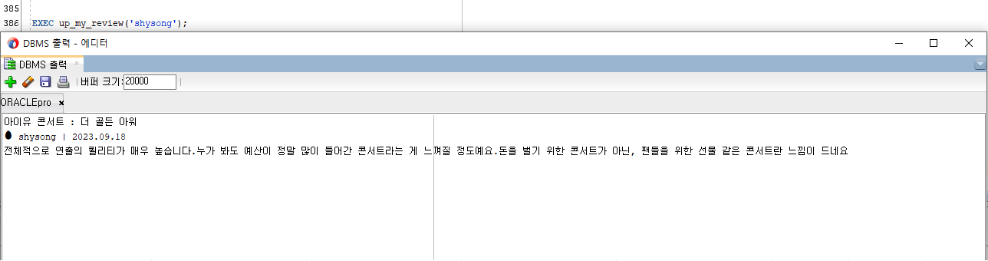 385
386 EXEC up_my_review('shysong');
DBMS 출력 - 에디터
DBMS 출력 ×
버퍼 크기:20000
ORACLEpro ×
아이유 콘서트 : 더 골든 아워
shysong | 2023.09.18
전체적으로 연출의 퀄리티가 매우 높습니다.누가 봐도 예산이 정말 많이 들어간 콘서트라는 게 느껴질 정도예요.돈을 벌기 위한 콘서트가 아닌, 팬들을 위한 선물 같은 콘서트란 느낌이 드네요